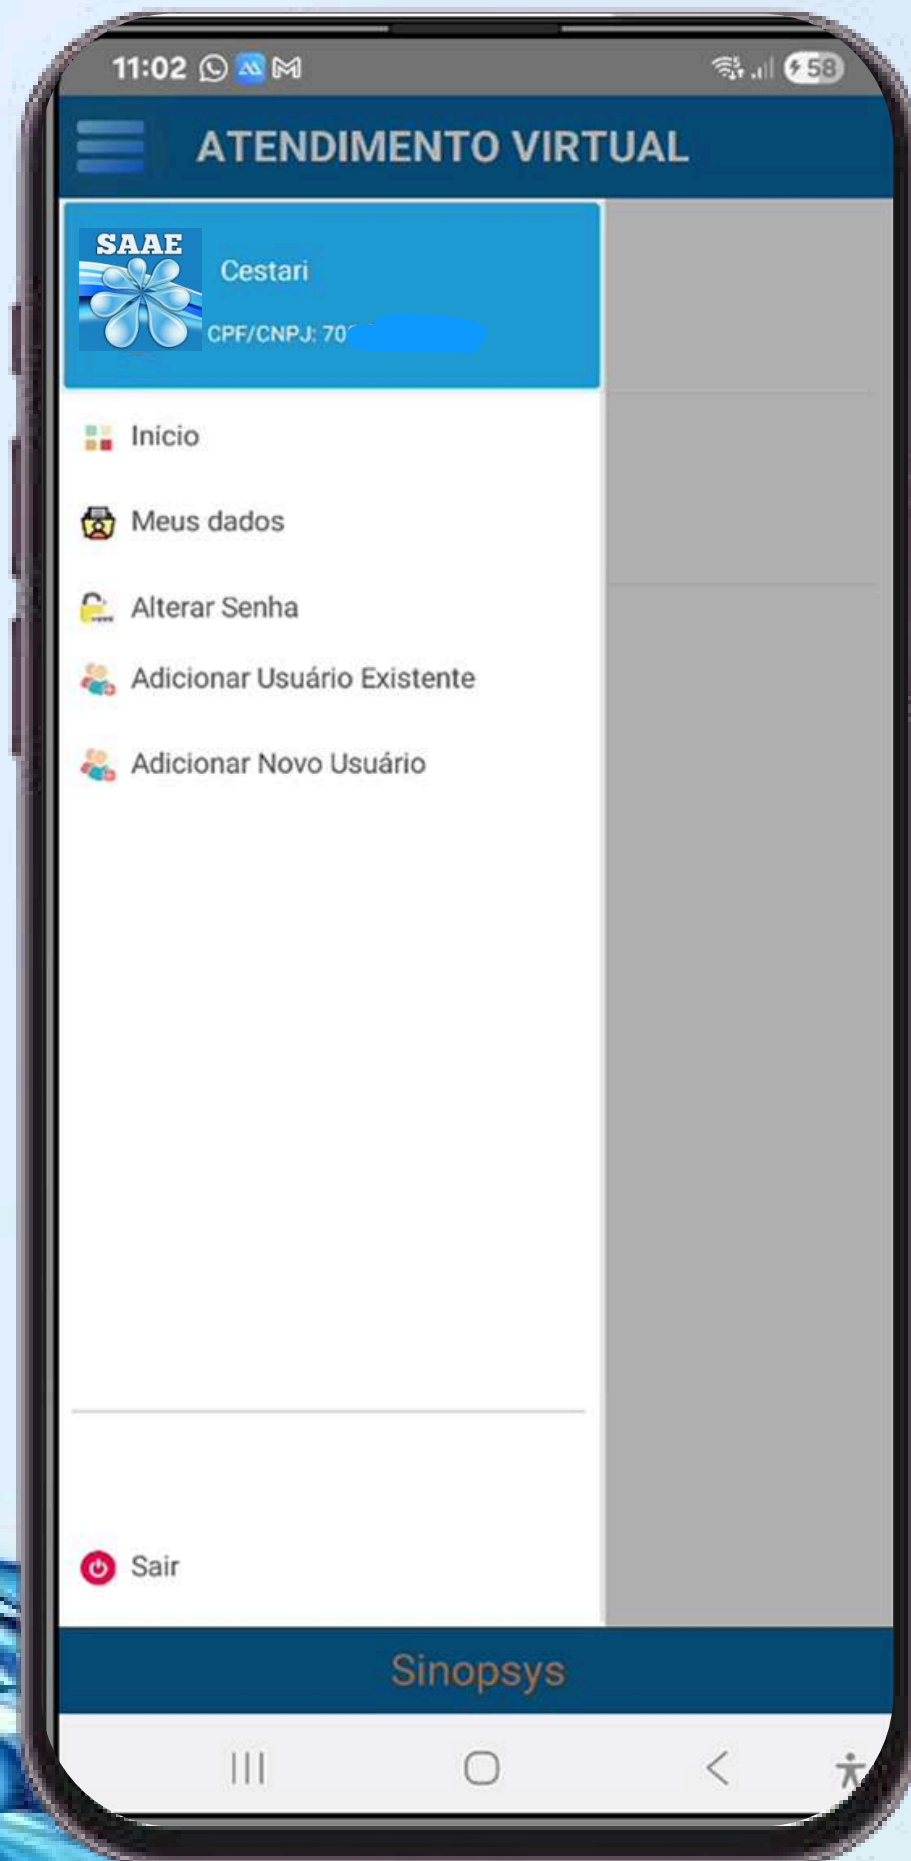 11:02
58
ATENDIMENTO VIRTUAL
SAAE
Cestari
CPF/CNPJ: 70
Início
Meus dados
Alterar Senha
Adicionar Usuário Existente
Adicionar Novo Usuário
Sair
Sinopsys